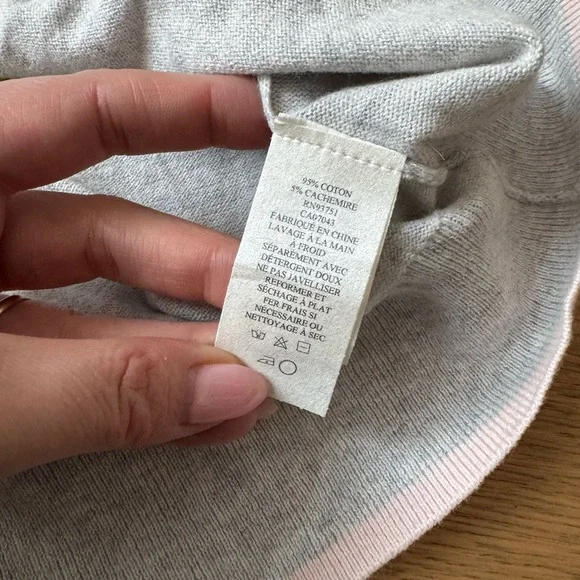 95% COTON
5% CACHEMIRE
RN93751
CA07043
FABRIQUÉ EN CHINE
LAVAGE À LA MAIN
À FROID
SÉPARÉMENT AVEC
DÉTERGENT DOUX
NE PAS JAVELLISER
REFORMER ET
SÉCHAGE À PLAT
FER FRAIS SI
NÉCESSAIRE OU
NETTOYAGE À SEC